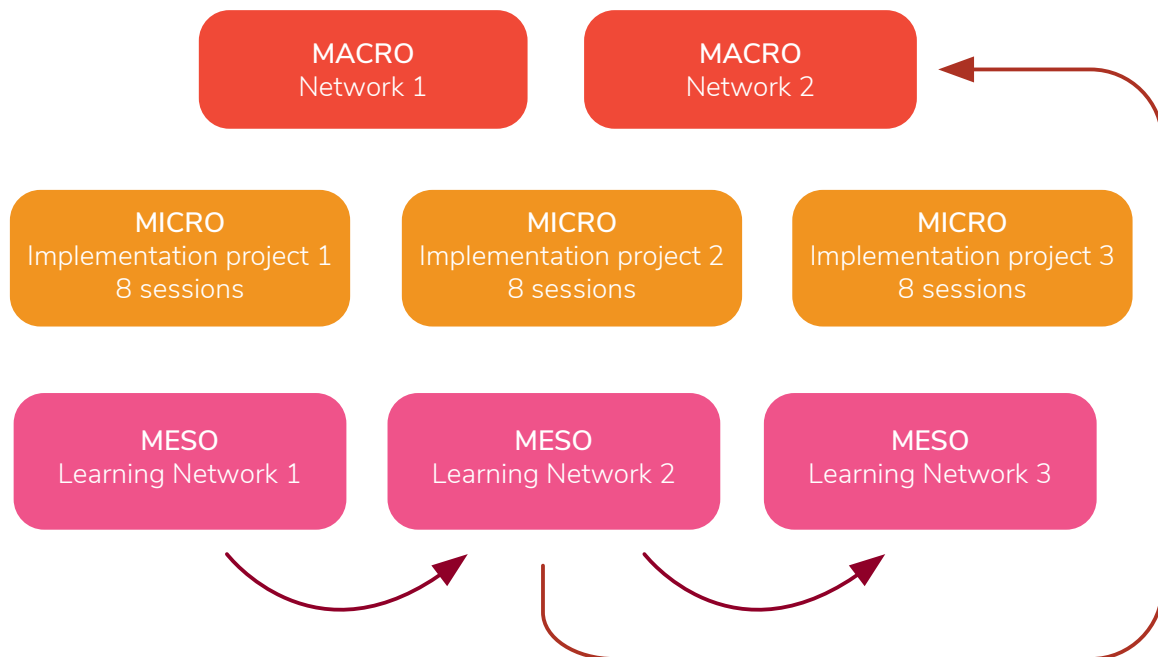 MACRO
Network 1
MACRO
Network 2
MICRO
Implementation project 1
8 sessions
MICRO
Implementation project 2
8 sessions
MICRO
Implementation project 3
8 sessions
MESO
Learning Network 1
MESO
Learning Network 2
MESO
Learning Network 3